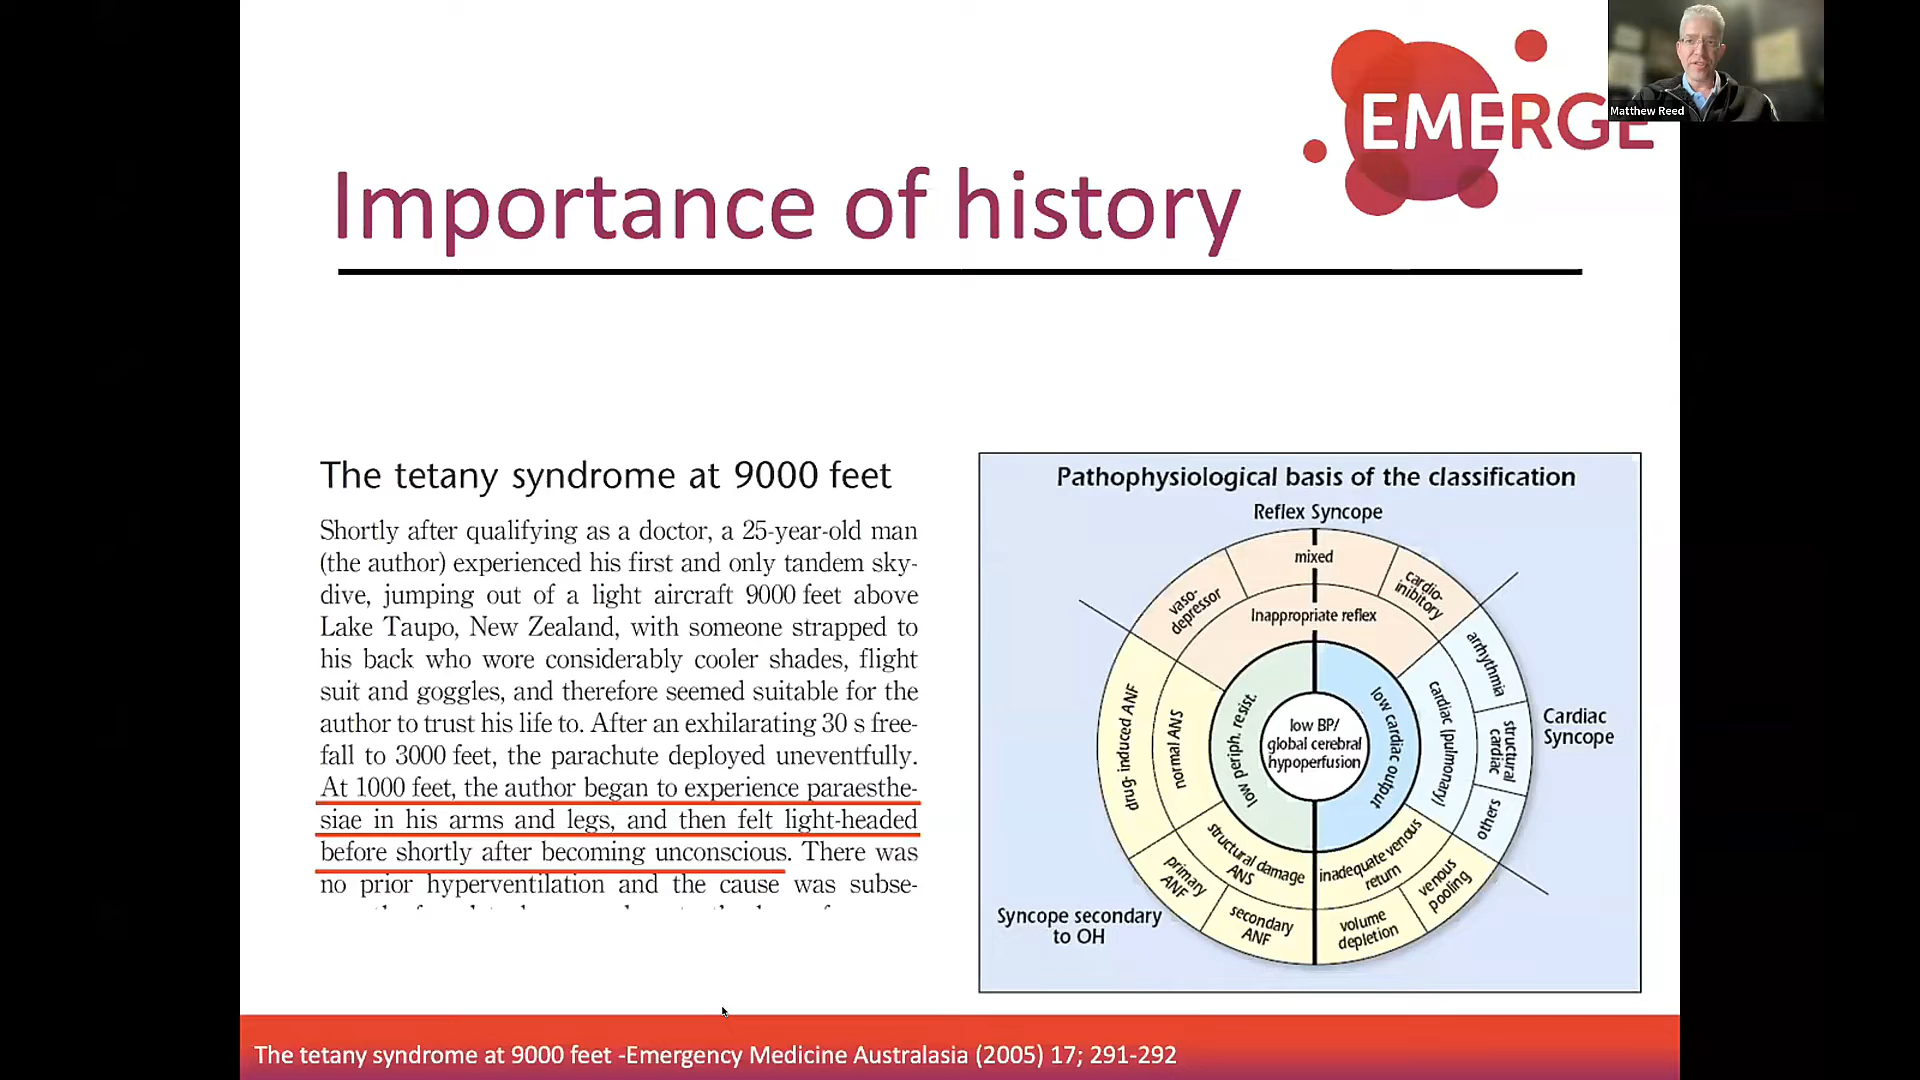 EMERGE
Matthew Reed
Importance of history
The tetany syndrome at 9000 feet
Shortly after qualifying as a doctor, a 25-year-old man
(the author) experienced his first and only tandem sky-
dive, jumping out of a light aircraft 9000 feet above
Lake Taupo, New Zealand, with someone strapped to
his back who wore considerably cooler shades, flight
suit and goggles, and therefore seemed suitable for the
author to trust his life to. After an exhilarating 30 s free-
fall to 3000 feet, the parachute deployed uneventfully.
At 1000 feet, the author began to experience paraesthe-
siae in his arms and legs, and then felt light-headed
before shortly after becoming unconscious. There was
no prior hyperventilation and the cause was subse-
Pathophysiological basis of the classification
Reflex Syncope
mixed
vaso-
depressor
cardio-
inibitory
Inappropriate reflex
arrhythmia
structural
cardiac
others
cardiac (pulmonary)
Cardiac
Syncope
drug- induced ANF
normal ANS
low periph. resist.
low BP/
global cerebral
hypoperfusion
low cardiac output
structural damage
ANS
inadequate venous
return
primary
ANF
secondary
ANF
volume
depletion
venous
pooling
Syncope secondary
to OH
The tetany syndrome at 9000 feet -Emergency Medicine Australasia (2005) 17; 291-292